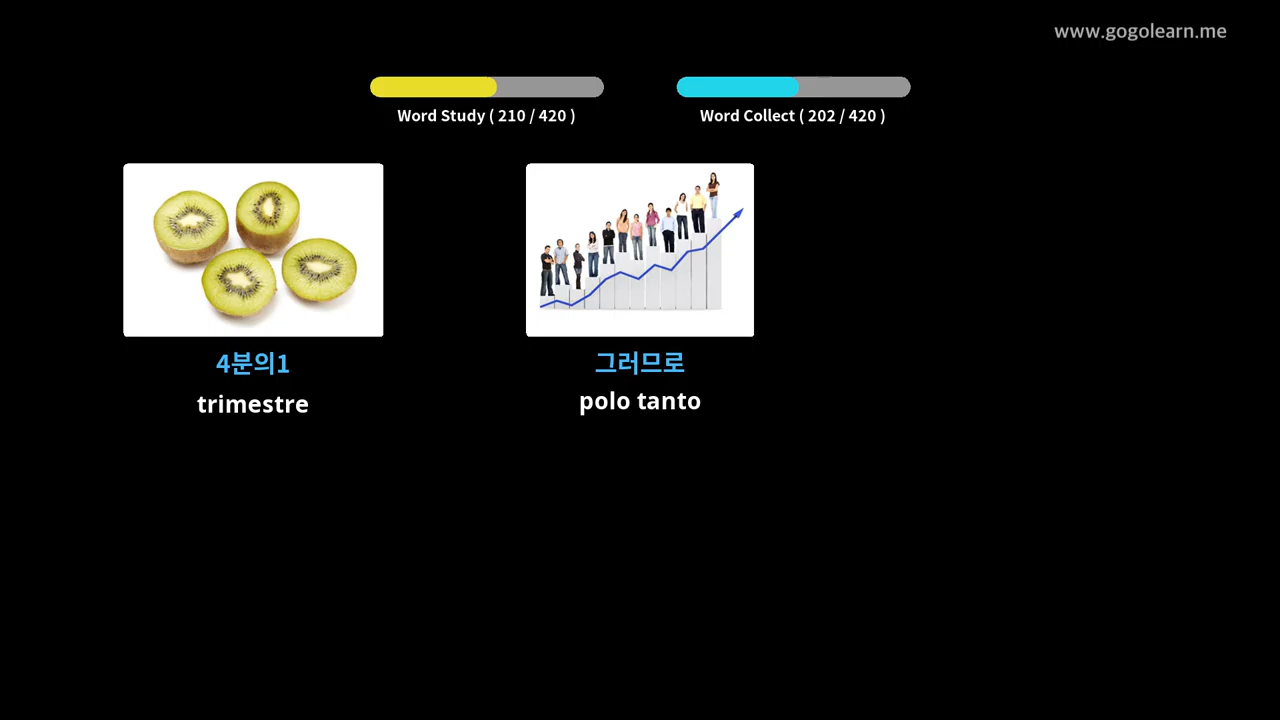 www.gogolearn.me
Word Study ( 210 / 420 )
Word Collect ( 202 / 420 )
4분의1
trimestre
그러므로
polo tanto